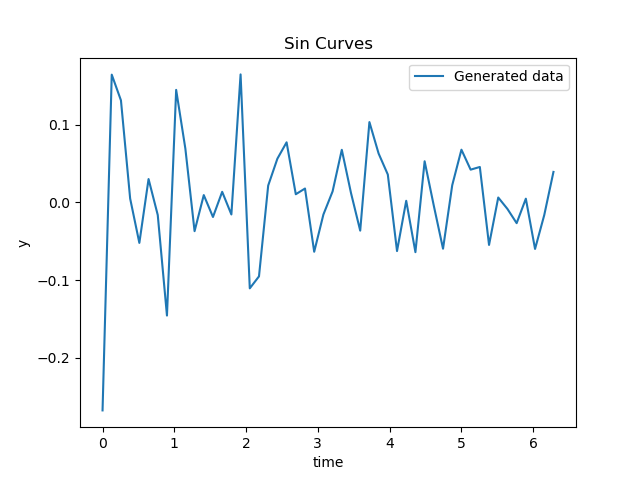 Sin Curves
Generated data
0.1
0.0
−0.1
−0.2
y
0 1 2 3 4 5 6
time